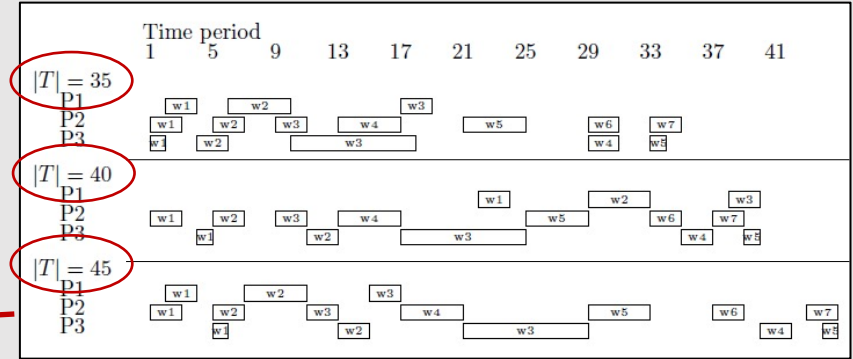 Time period
1 5 9 13 17 21 25 29 33 37 41
|T| = 35
P1 w1 w2 w3
P2 w1 w2 w3 w4 w5 w6 w7
P3 w1 w2 w3 w4 w5
|T| = 40
P1 w1 w2 w3
P2 w1 w2 w3 w4 w5 w6 w7
P3 w1 w2 w3 w4 w5
|T| = 45
P1 w1 w2 w3
P2 w1 w2 w3 w4 w5 w6 w7
P3 w1 w2 w3 w4 w5